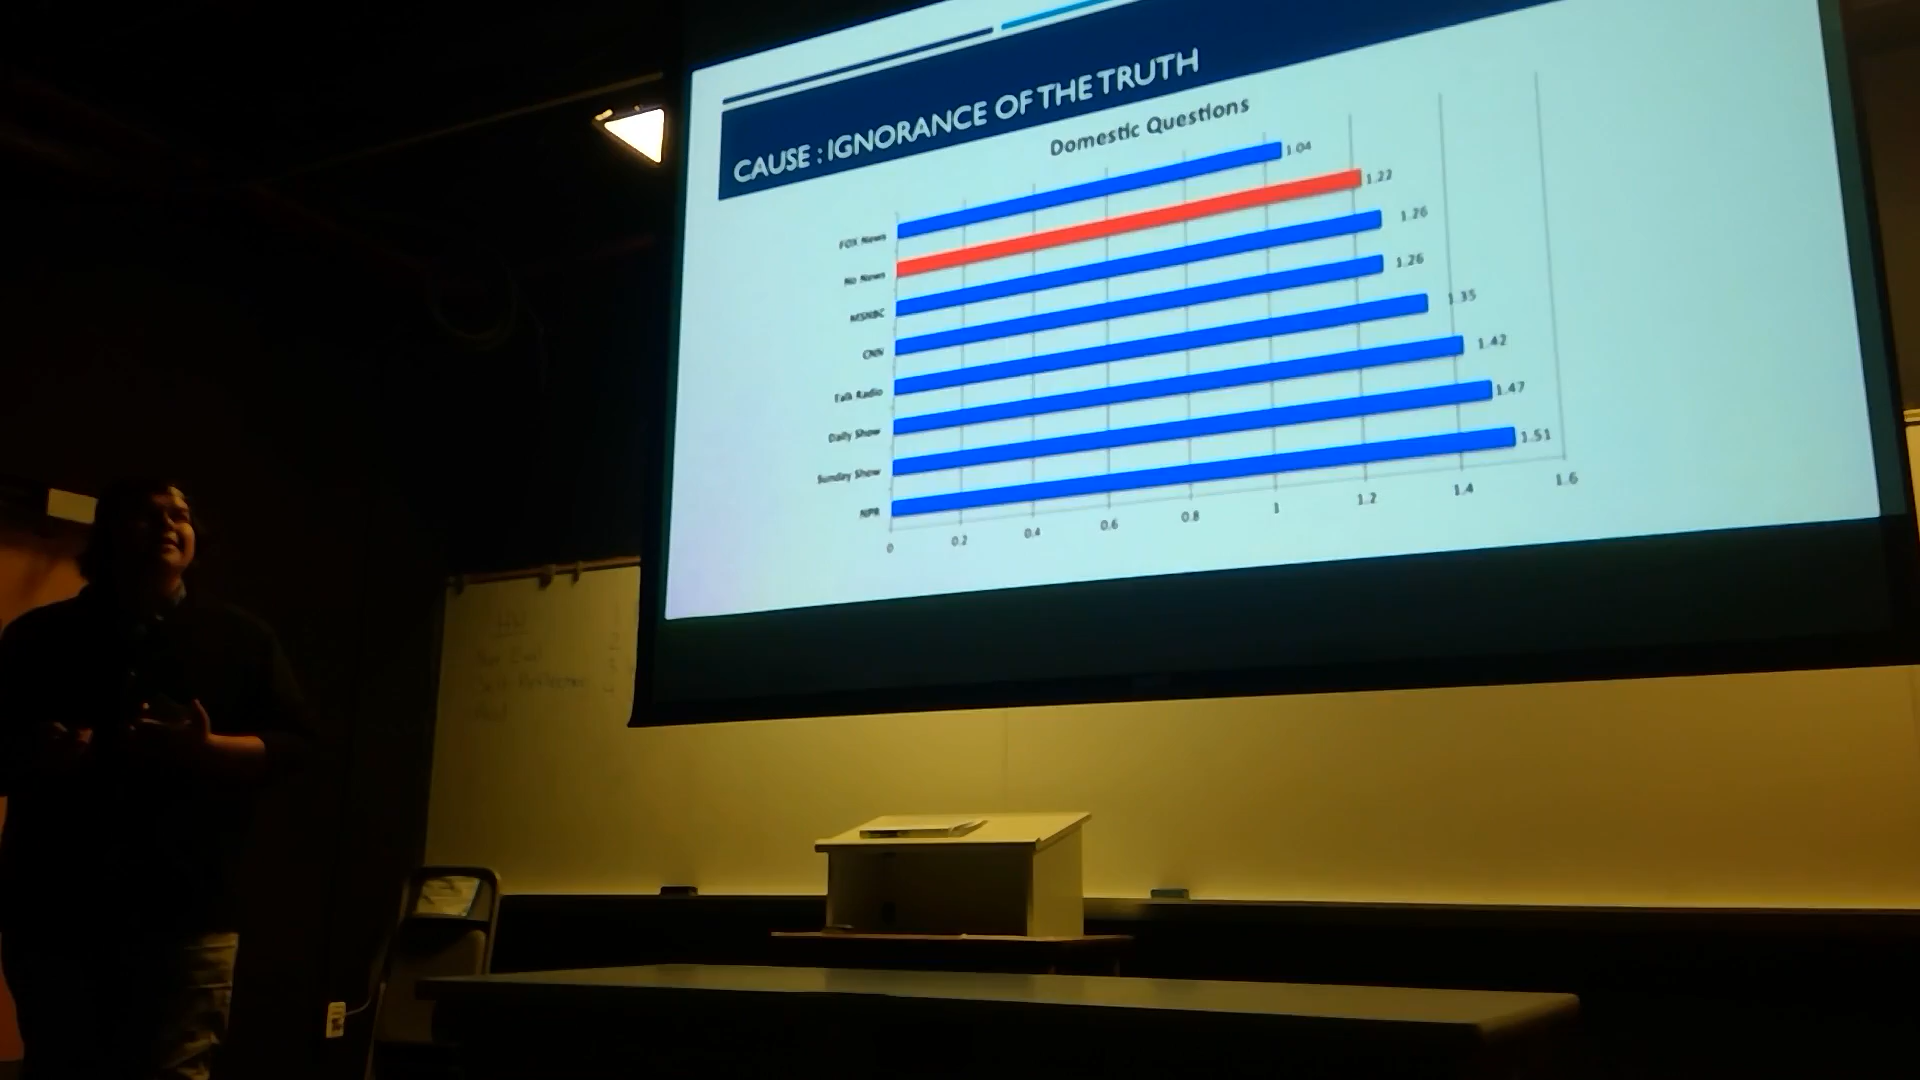 CAUSE : IGNORANCE OF THE TRUTH
Domestic Questions
FOX News 1.04
No News 1.22
MSNBC 1.26
CNN 1.26
Talk Radio 1.35
Daily Show 1.42
Sunday Show 1.47
NPR 1.51
0 0.2 0.4 0.6 0.8 1 1.2 1.4 1.6